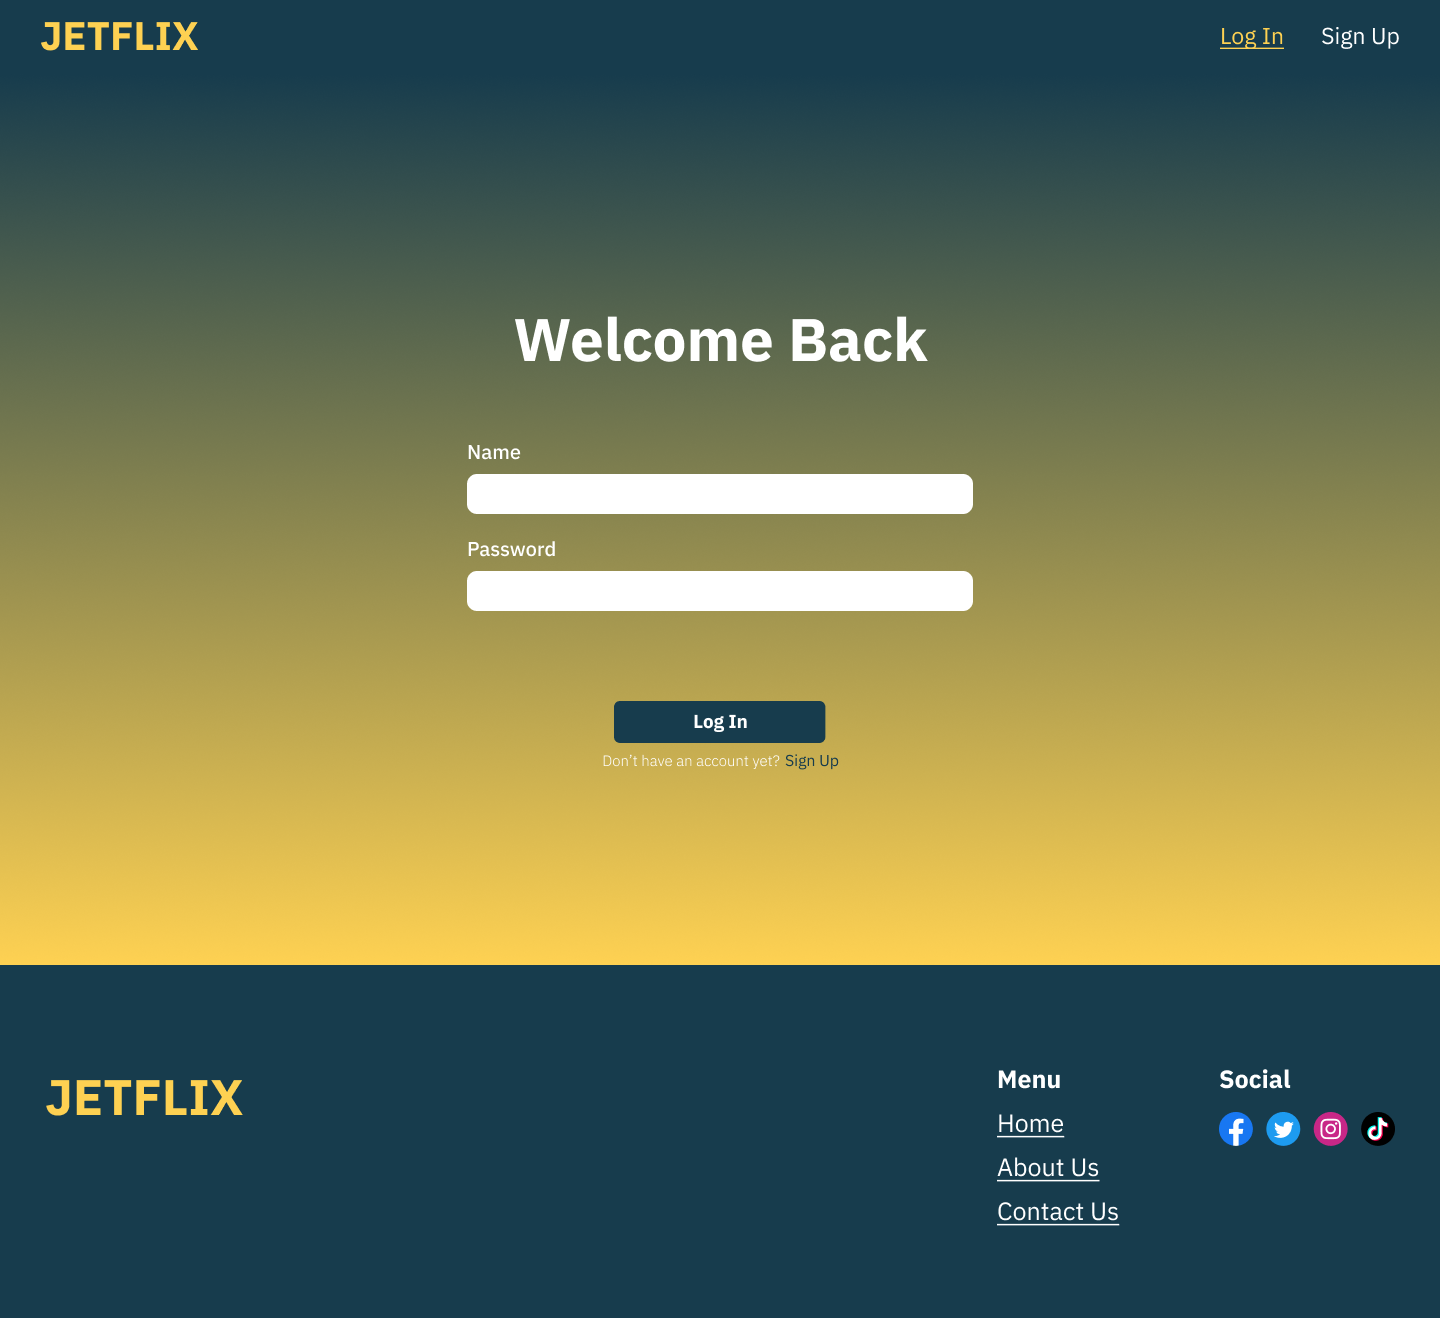 JETFLIX
Log In
Sign Up
Welcome Back
Name
Password
Log In
Don’t have an account yet? Sign Up
JETFLIX
Menu
Home
About Us
Contact Us
Social